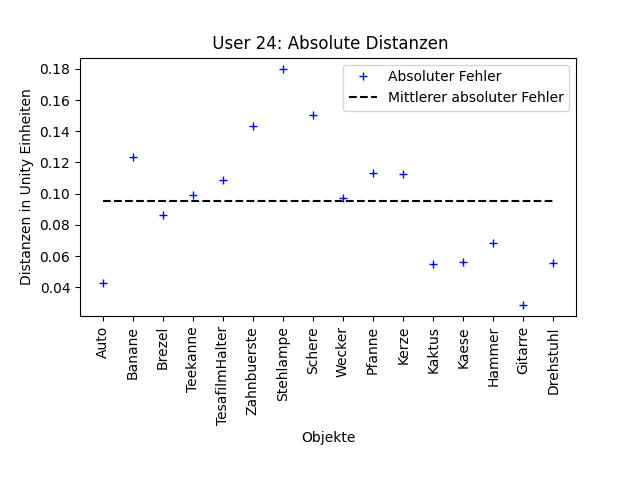 User 24: Absolute Distanzen
Absoluter Fehler
Mittlerer absoluter Fehler
Distanzen in Unity Einheiten
0.18
0.16
0.14
0.12
0.10
0.08
0.06
0.04
Auto
Banane
Brezel
Teekanne
TesafilmHalter
Zahnbuerste
Stehlampe
Schere
Wecker
Pfanne
Kerze
Kaktus
Kaese
Hammer
Gitarre
Drehstuhl
Objekte